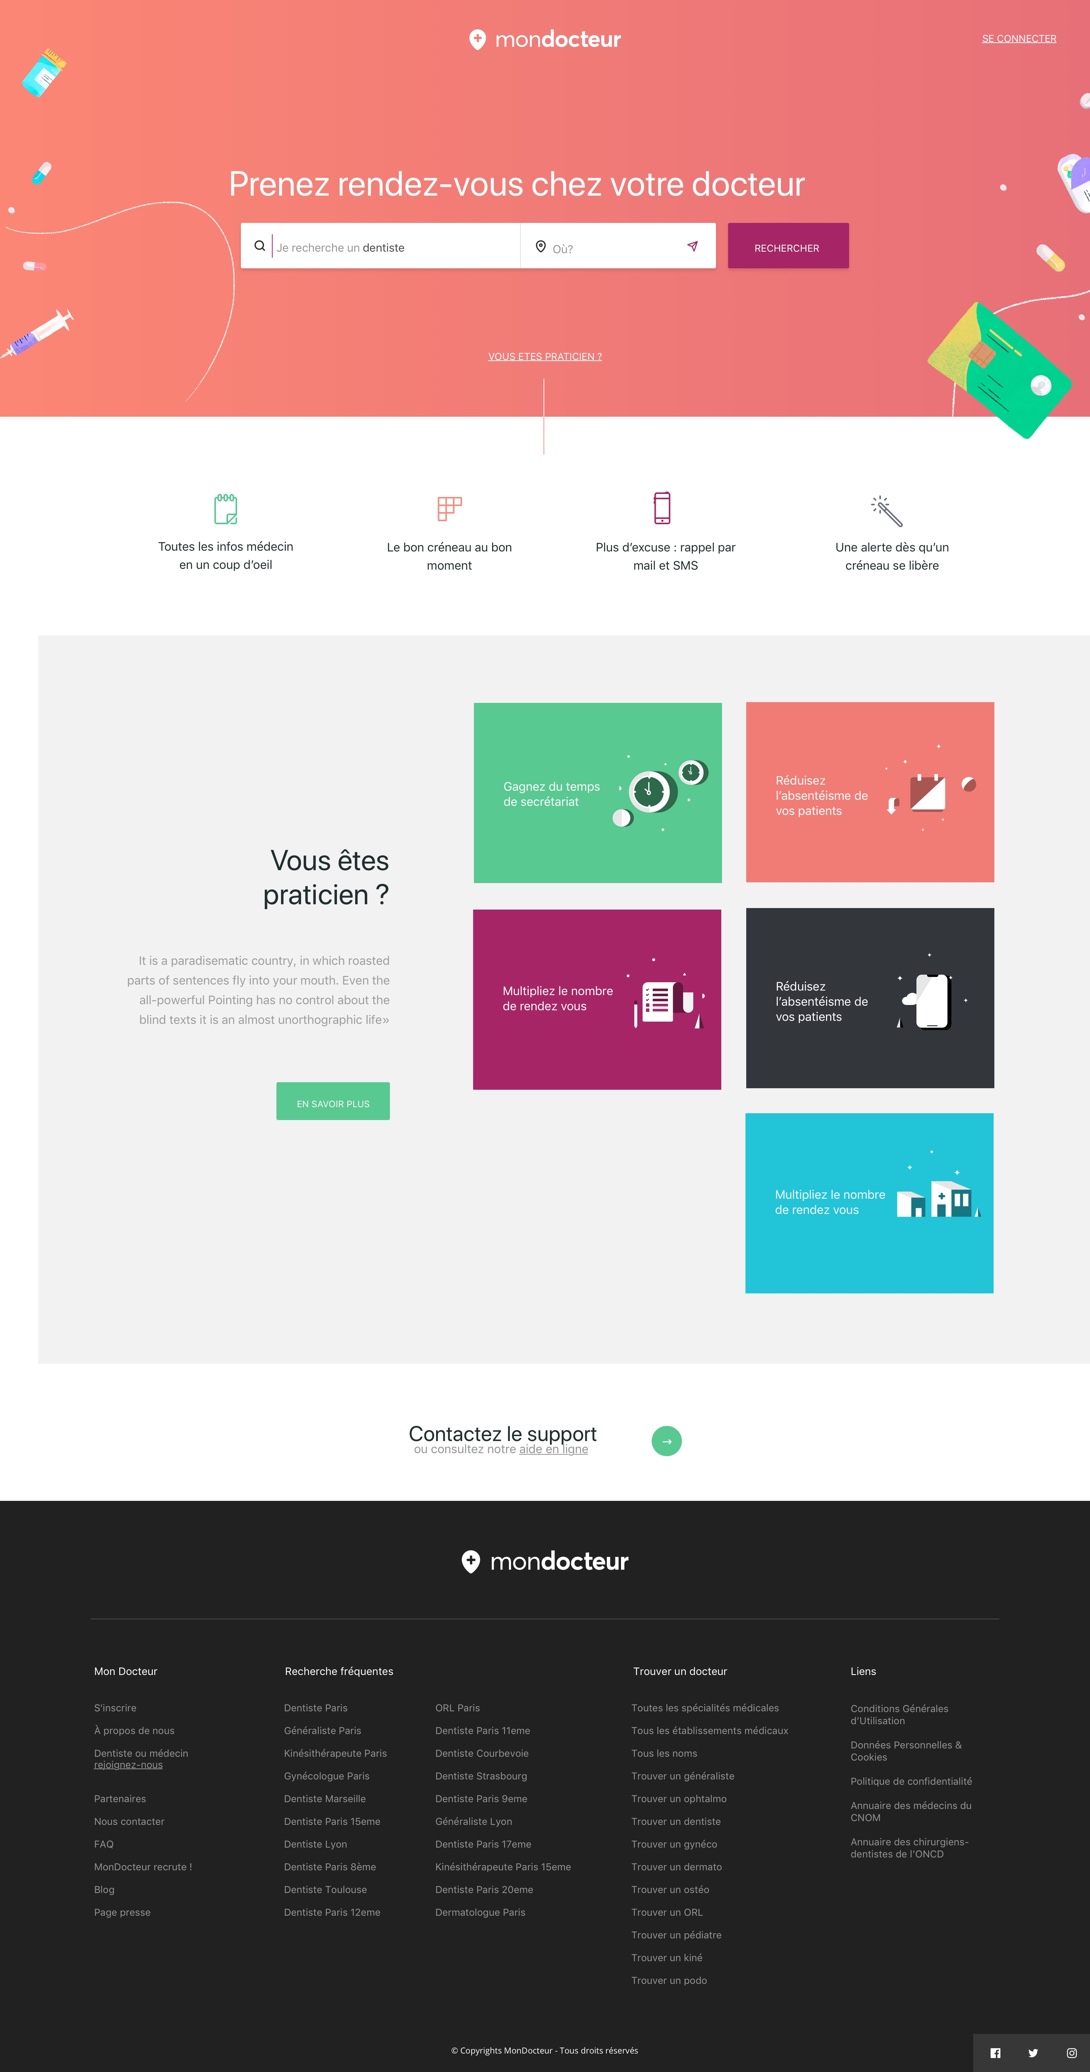 mondocteur
SE CONNECTER
Prenez rendez-vous chez votre docteur
Je recherche un dentiste
Où?
RECHERCHER
VOUS ETES PRATICIEN ?
Toutes les infos médecin
en un coup d’oeil
Le bon créneau au bon
moment
Plus d’excuse : rappel par
mail et SMS
Une alerte dès qu’un
créneau se libère
Vous êtes
praticien ?
It is a paradisematic country, in which roasted
parts of sentences fly into your mouth. Even the
all-powerful Pointing has no control about the
blind texts it is an almost unorthographic life»
EN SAVOIR PLUS
Gagnez du temps
de secrétariat
Réduisez
l’absentéisme de
vos patients
Multipliez le nombre
de rendez vous
Réduisez
l’absentéisme de
vos patients
Multipliez le nombre
de rendez vous
Contactez le support
ou consultez notre aide en ligne
mondocteur
Mon Docteur
S'inscrire
À propos de nous
Dentiste ou médecin
rejoignez-nous
Partenaires
Nous contacter
FAQ
MonDocteur recrute !
Blog
Page presse
Recherche fréquentes
Dentiste Paris
Généraliste Paris
Kinésithérapeute Paris
Gynécologue Paris
Dentiste Marseille
Dentiste Paris 15eme
Dentiste Lyon
Dentiste Paris 8ème
Dentiste Toulouse
Dentiste Paris 12eme
ORL Paris
Dentiste Paris 11eme
Dentiste Courbevoie
Dentiste Strasbourg
Dentiste Paris 9eme
Généraliste Lyon
Dentiste Paris 17eme
Kinésithérapeute Paris 15eme
Dentiste Paris 20eme
Dermatologue Paris
Trouver un docteur
Toutes les spécialités médicales
Tous les établissements médicaux
Tous les noms
Trouver un généraliste
Trouver un ophtalmo
Trouver un dentiste
Trouver un gynéco
Trouver un dermato
Trouver un ostéo
Trouver un ORL
Trouver un pédiatre
Trouver un kiné
Trouver un podo
Liens
Conditions Générales
d'Utilisation
Données Personnelles &
Cookies
Politique de confidentialité
Annuaire des médecins du
CNOM
Annuaire des chirurgiens-
dentistes de l’ONCD
© Copyrights MonDocteur - Tous droits réservés